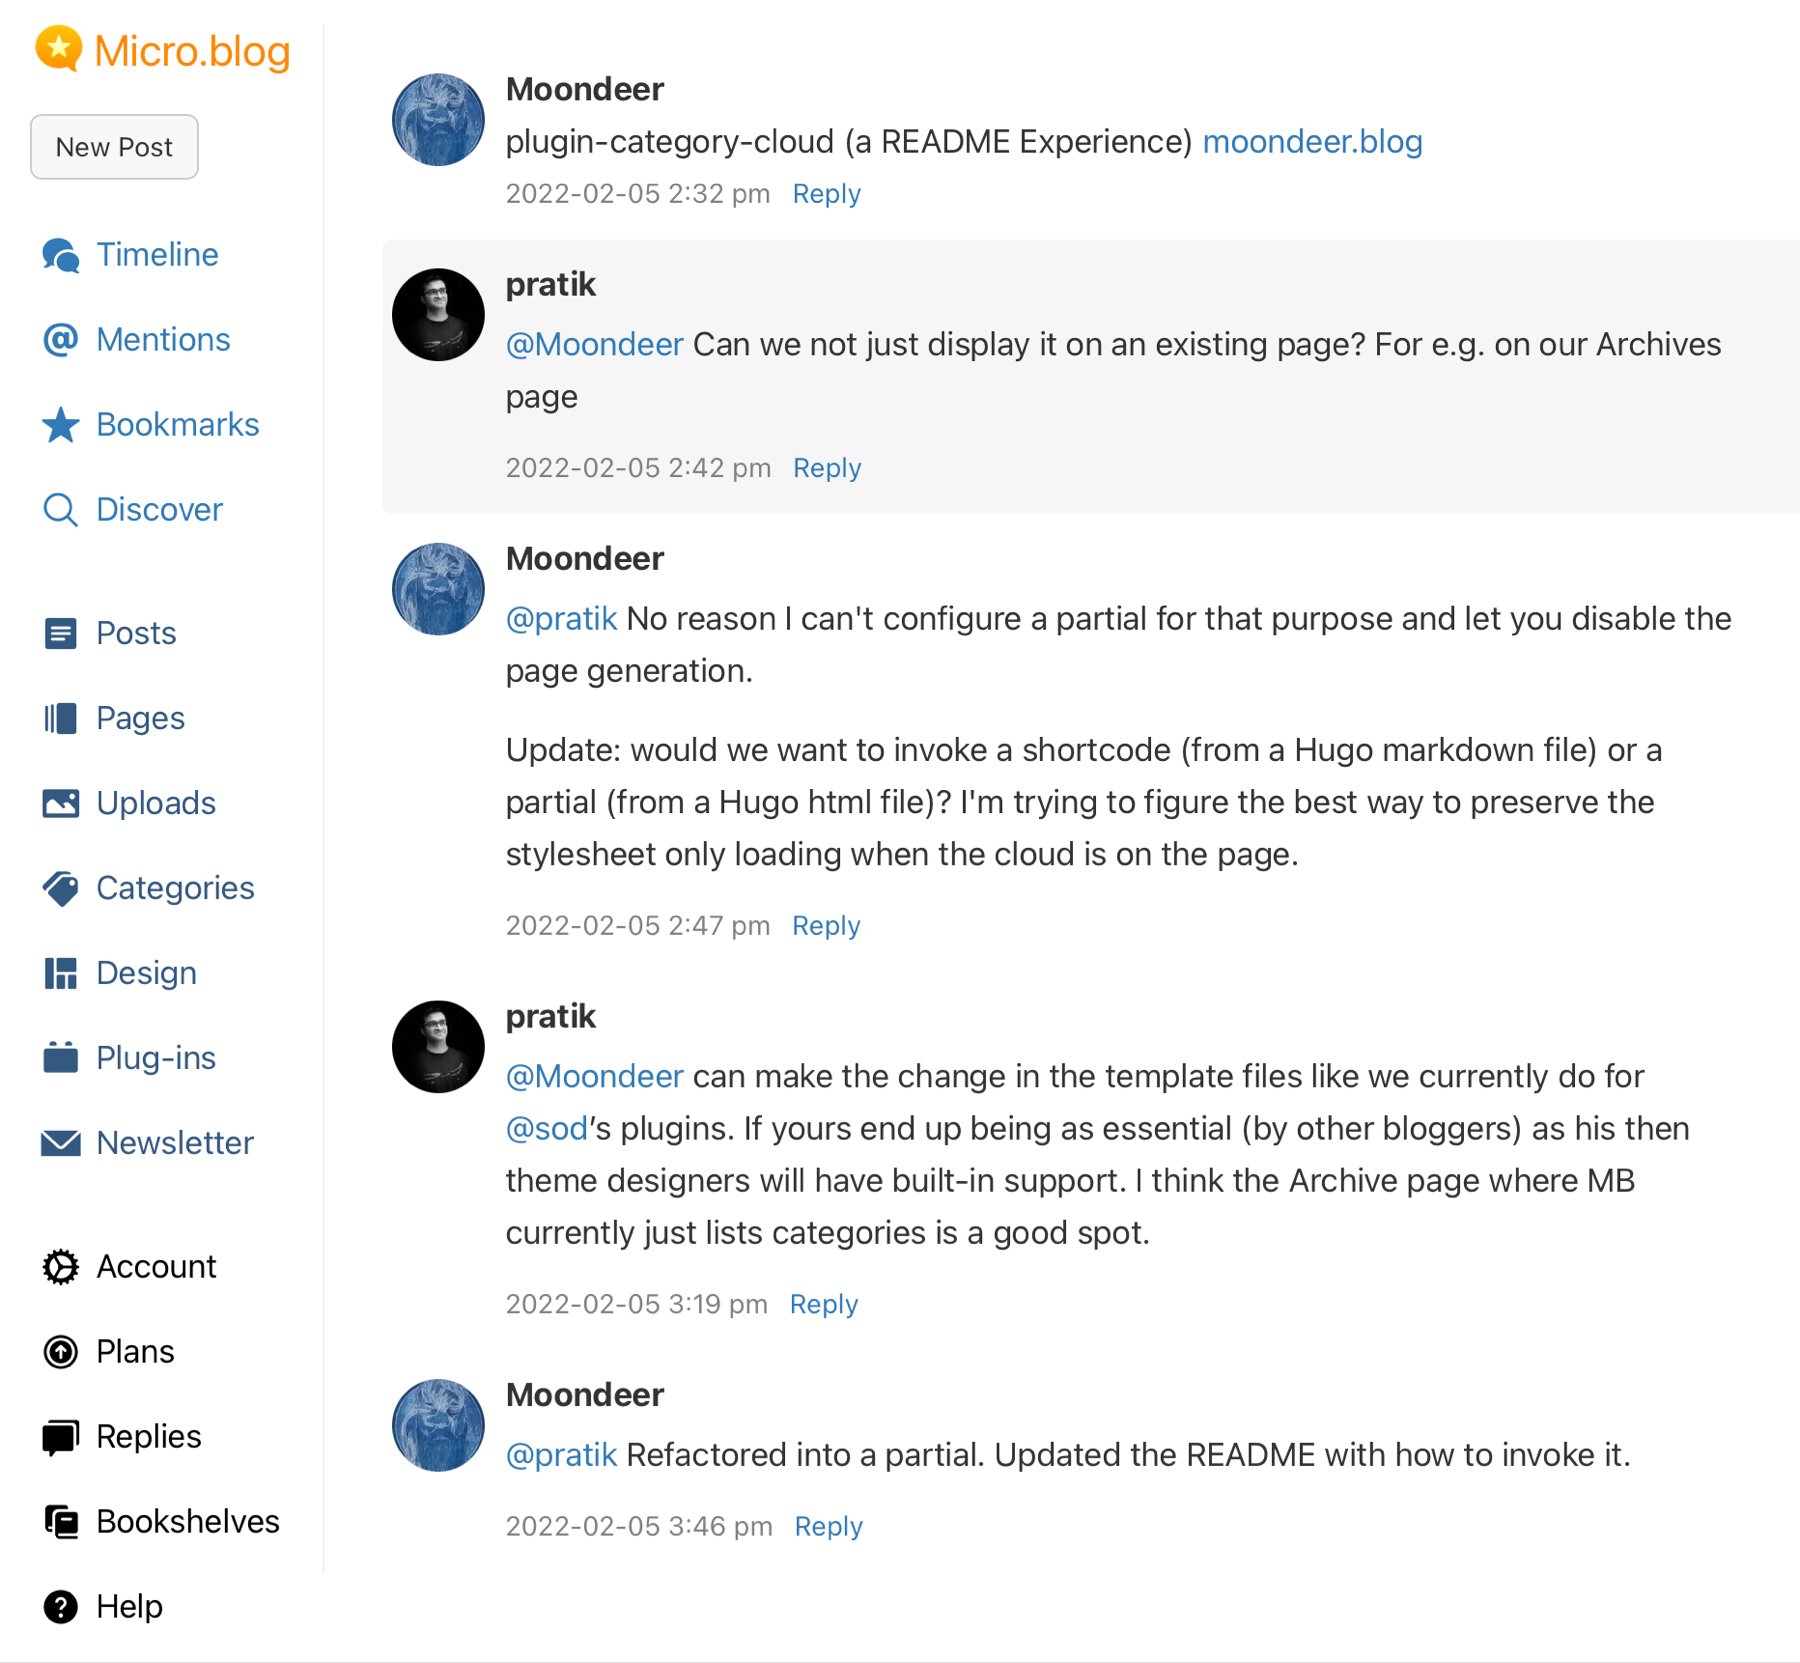 Micro.blog
New Post
Timeline
Mentions
Bookmarks
Discover
Posts
Pages
Uploads
Categories
Design
Plug-ins
Newsletter
Account
Plans
Replies
Bookshelves
Help
Moondeer
plugin-category-cloud (a README Experience) moondeer.blog
2022-02-05 2:32 pm Reply
pratik
@Moondeer Can we not just display it on an existing page? For e.g. on our Archives
page
2022-02-05 2:42 pm Reply
Moondeer
@pratik No reason I can't configure a partial for that purpose and let you disable the
page generation.
Update: would we want to invoke a shortcode (from a Hugo markdown file) or a
partial (from a Hugo html file)? I'm trying to figure the best way to preserve the
stylesheet only loading when the cloud is on the page.
2022-02-05 2:47 pm Reply
pratik
@Moondeer can make the change in the template files like we currently do for
@sod’s plugins. If yours end up being as essential (by other bloggers) as his then
theme designers will have built-in support. I think the Archive page where MB
currently just lists categories is a good spot.
2022-02-05 3:19 pm Reply
Moondeer
@pratik Refactored into a partial. Updated the README with how to invoke it.
2022-02-05 3:46 pm Reply